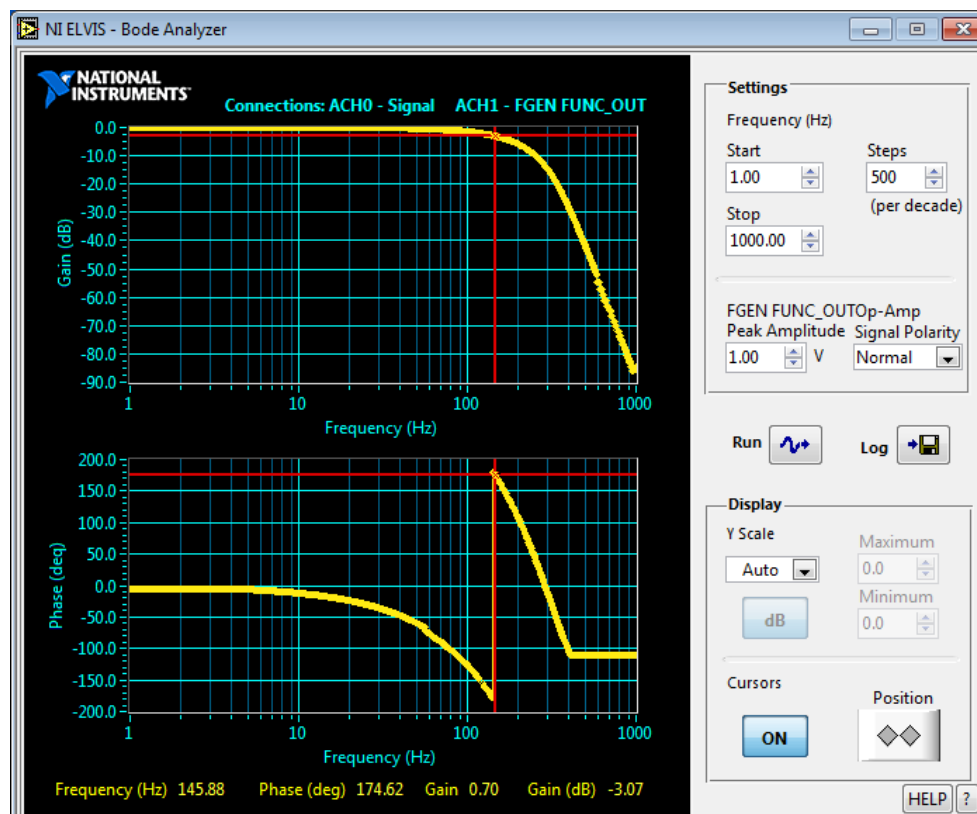 NI ELVIS - Bode Analyzer
NATIONAL
INSTRUMENTS™
Connections: ACH0 - Signal ACH1 - FGEN FUNC_OUT
0.0
-10.0
-20.0
-30.0
-40.0
-50.0
-60.0
-70.0
-80.0
-90.0
Gain (dB)
1 10 100 1000
Frequency (Hz)
200.0
150.0
100.0
50.0
0.0
-50.0
-100.0
-150.0
-200.0
Phase (deg)
1 10 100 1000
Frequency (Hz)
Frequency (Hz) 145.88 Phase (deg) 174.62 Gain 0.70 Gain (dB) -3.07
Settings
Frequency (Hz)
Start Steps
1.00 500
(per decade)
Stop
1000.00
FGEN FUNC_OUTOp-Amp
Peak Amplitude Signal Polarity
1.00 V Normal
Run Log
Display
Y Scale Maximum
Auto 0.0
Minimum
dB 0.0
Cursors Position
ON
HELP ?